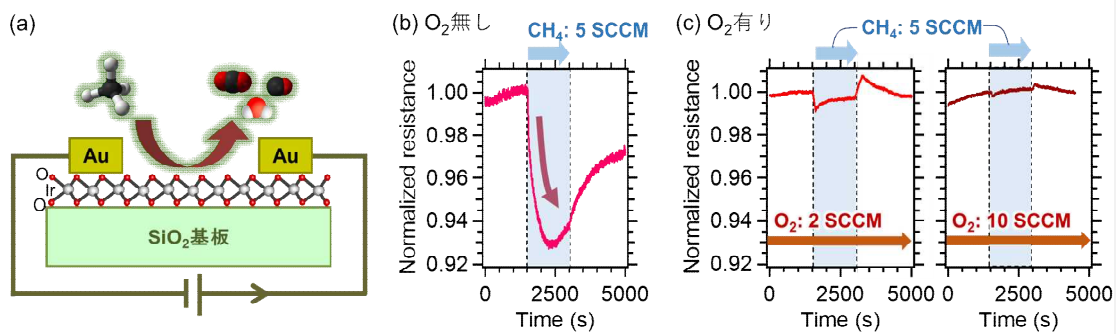 (a)
Au
Au
O
Ir
O
SiO₂基板
(b) O₂無し
CH₄: 5 SCCM
Normalized resistance
1.00
0.98
0.96
0.94
0.92
0
2500
5000
Time (s)
(c) O₂有り
CH₄: 5 SCCM
Normalized resistance
1.00
0.98
0.96
0.94
0.92
O₂: 2 SCCM
0
2500
5000
Time (s)
O₂: 10 SCCM
0
2500
5000
Time (s)